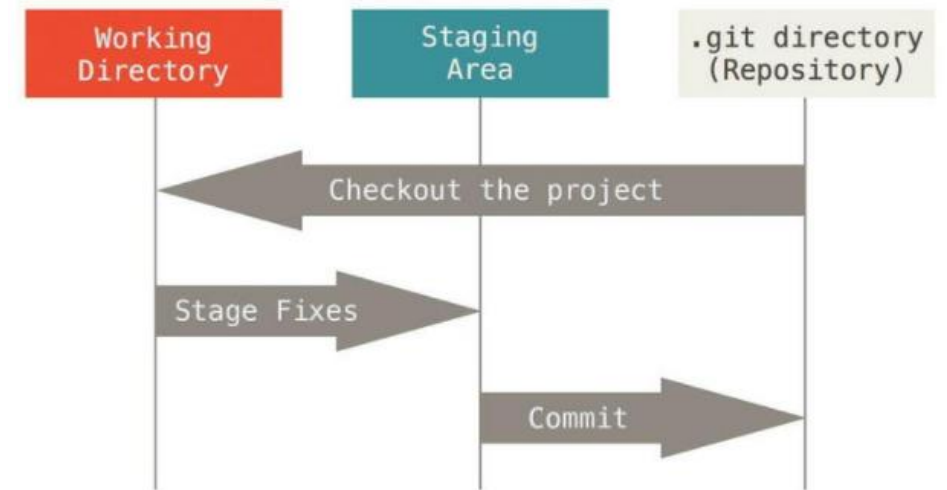 Working
Directory
Staging
Area
.git directory
(Repository)
Checkout the project
Stage Fixes
Commit